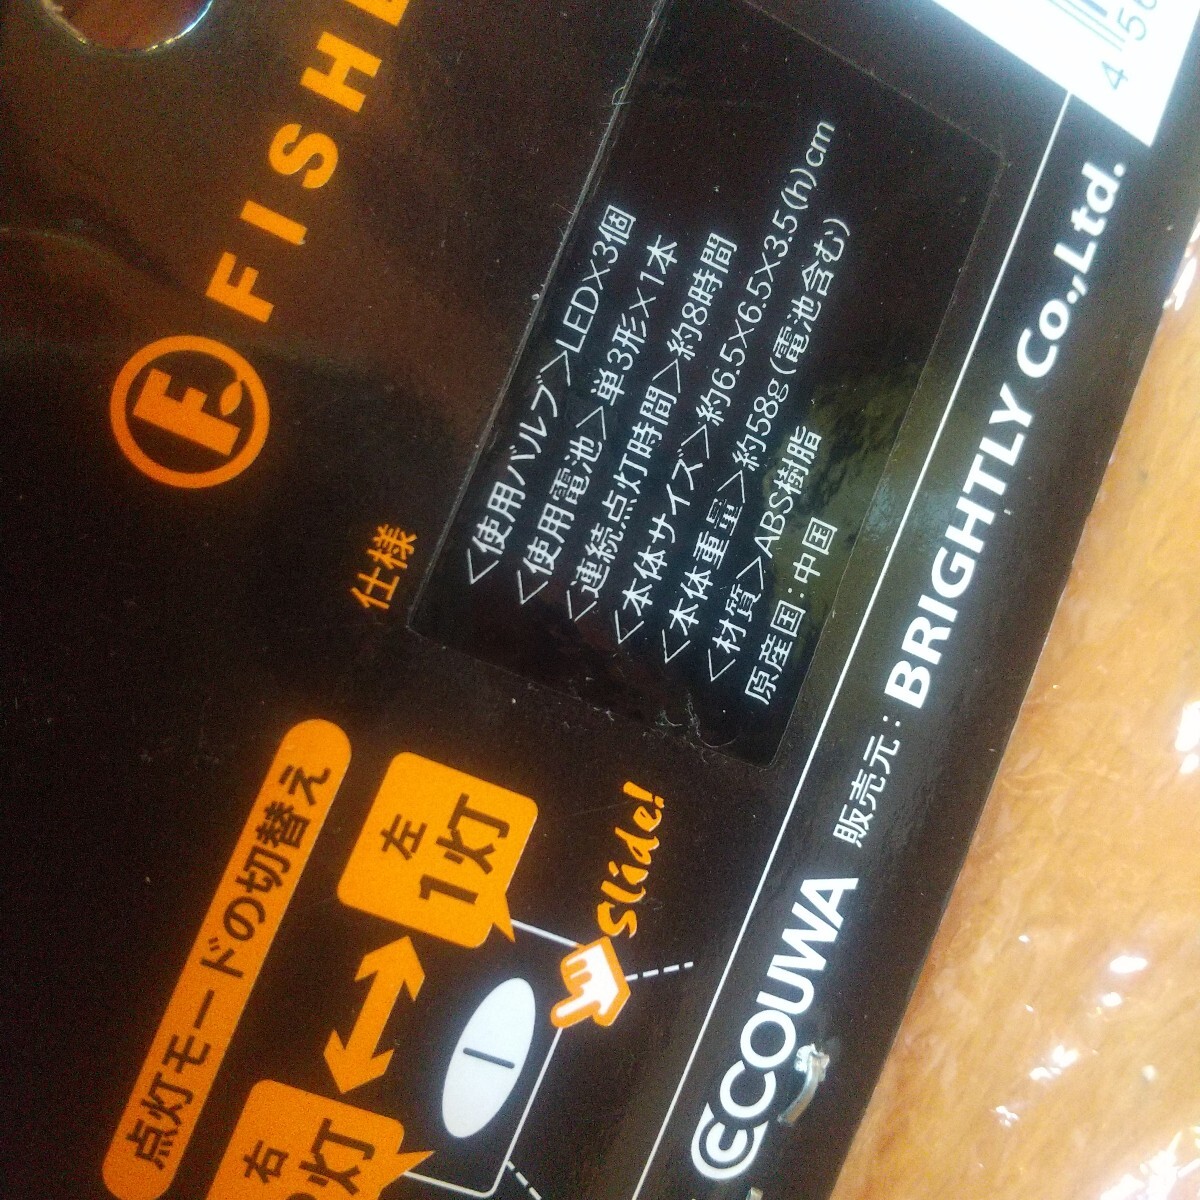 FISHE
F.
仕様
<使用バルブ>LED×3個
<使用電池>単3形×1本
<連続点灯時間>約8時間
<本体サイズ>約6.5×6.5×3.5(h)cm
<本体重量>約58g(電池含む)
<材質>ABS樹脂
原産国:中国
点灯モードの切替え
左
1灯
右
灯
Slide!
COUWA 販売元:BRIGHTLY Co.,Ltd.
4 56